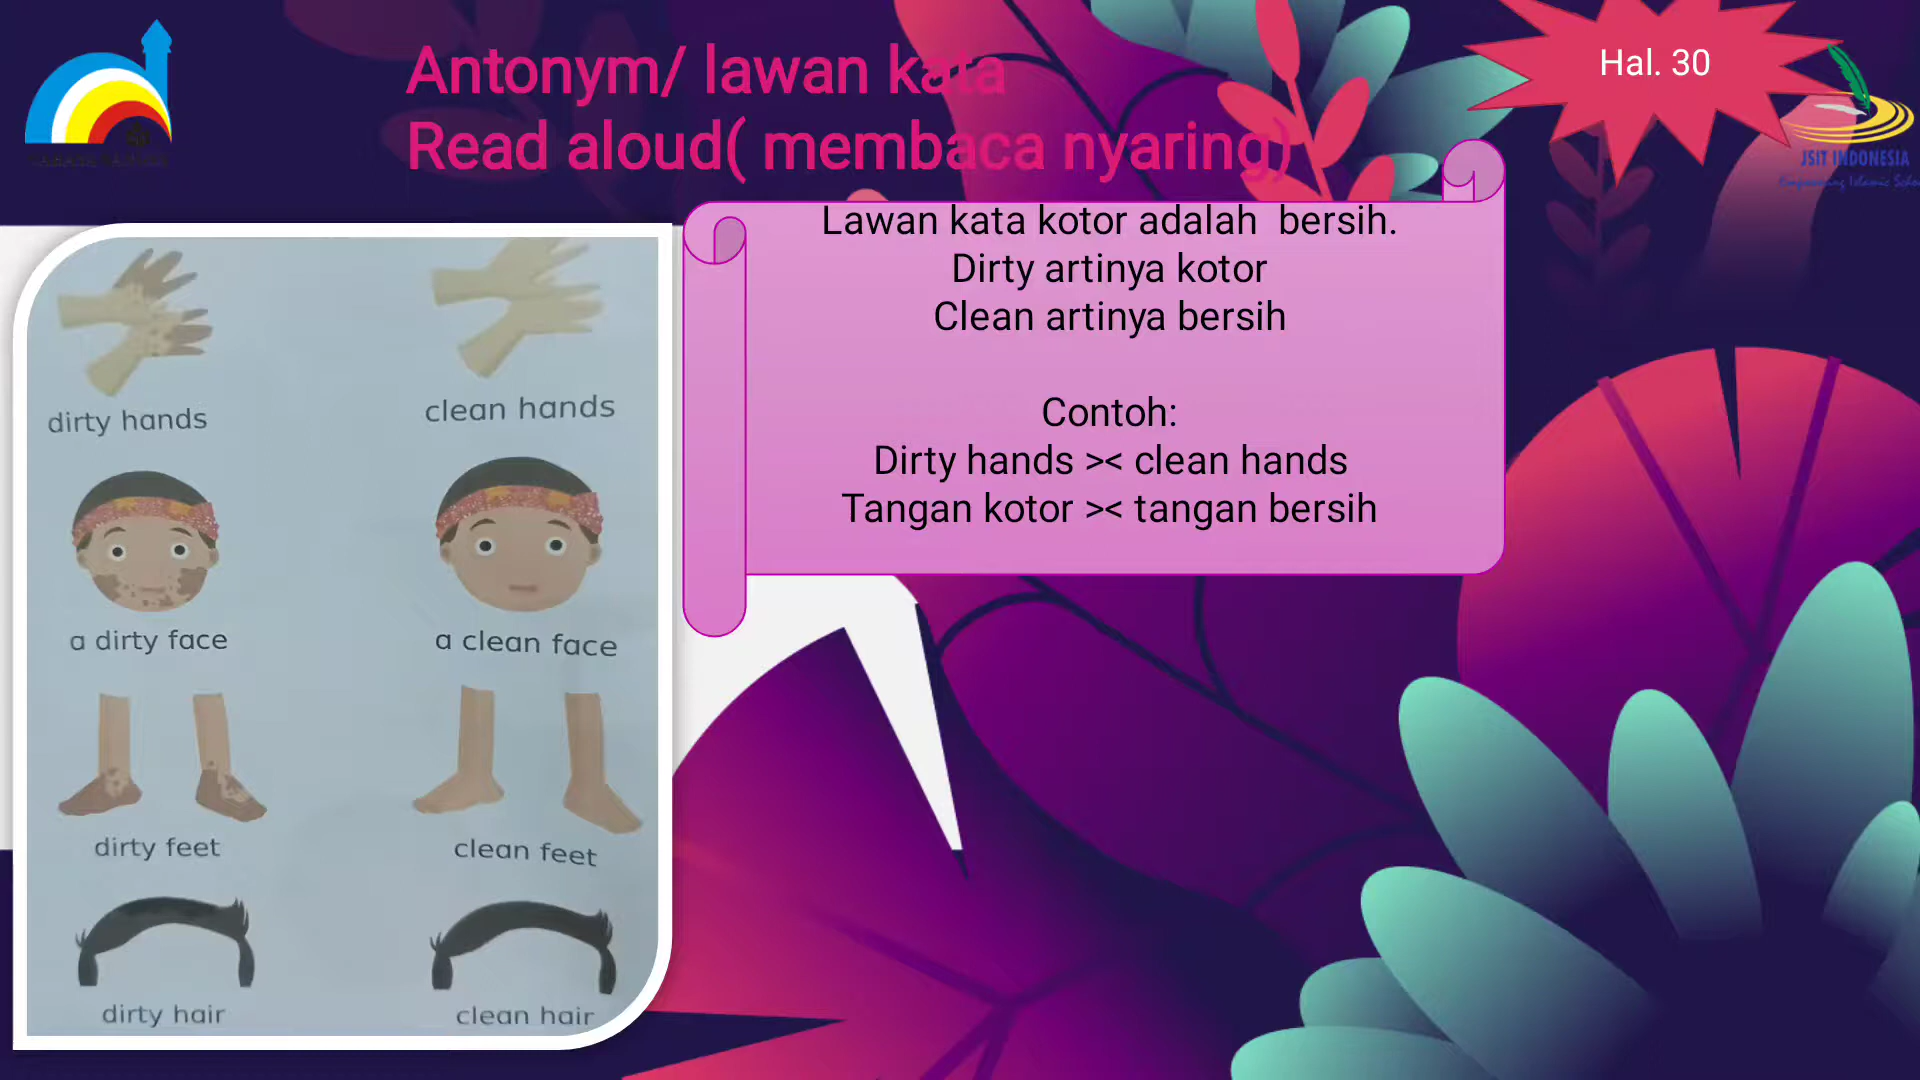 Antonym/ lawan kata
Read aloud( membaca nyaring)
Hal. 30
JSIT INDONESIA
Lawan kata kotor adalah  bersih.
Dirty artinya kotor
Clean artinya bersih
Contoh:
Dirty hands >< clean hands
Tangan kotor >< tangan bersih
dirty hands
clean hands
a dirty face
a clean face
dirty feet
clean feet
dirty hair
clean hair